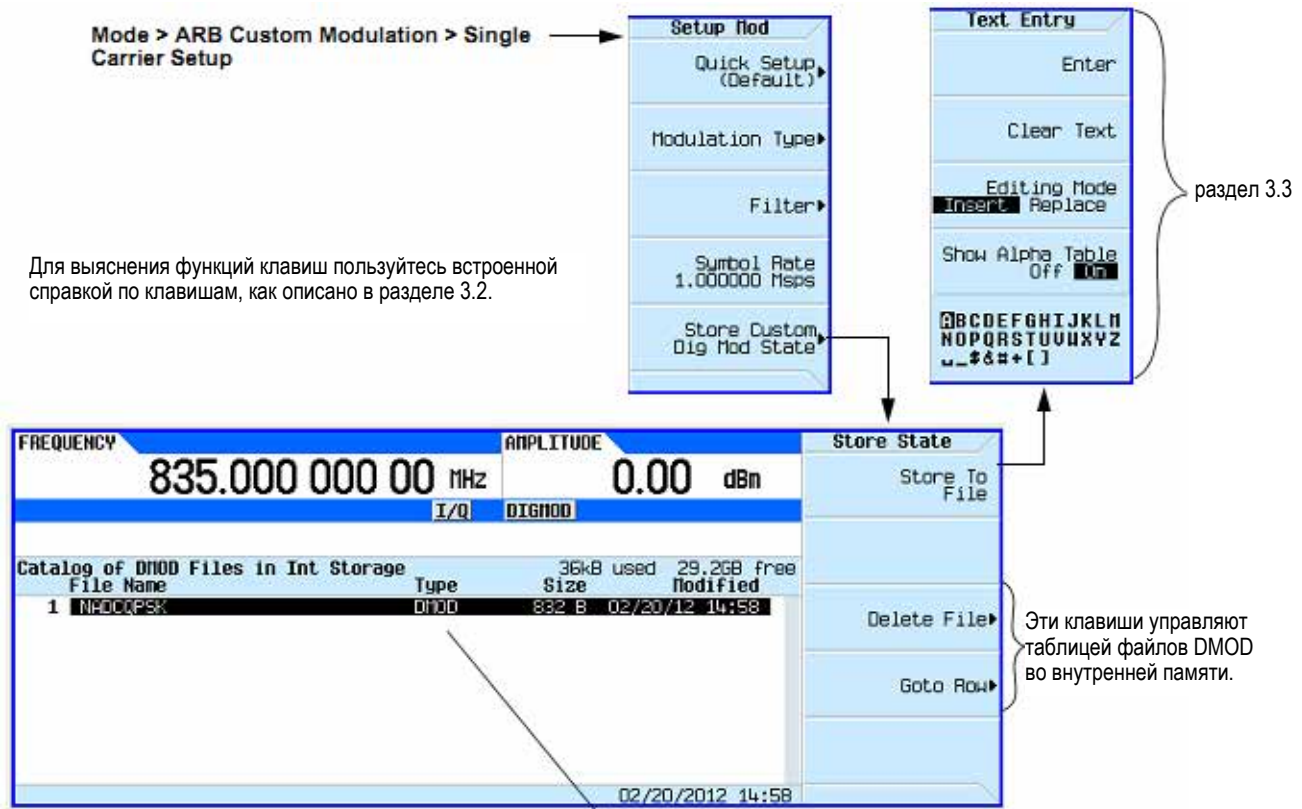 Mode > ARB Custom Modulation > Single
Carrier Setup
Setup Mod
Quick Setup
(Default)
Modulation Type
Filter
Symbol Rate
1.000000 Msps
Store Custom
Dig Mod State
Text Entry
Enter
Clear Text
Editing Mode
Insert Replace
Show Alpha Table
Off On
ABCDEFGHIJKLM
NOPQRSTUVWXYZ
␣_$&#+[]
раздел 3.3
Для выяснения функций клавиш пользуйтесь встроенной
справкой по клавишам, как описано в разделе 3.2.
FREQUENCY
835.000 000 00 MHz
AMPLITUDE
0.00 dBm
I/Q DIGMOD
Catalog of DMOD Files in Int Storage 36kB used 29.2GB free
File Name Type Size Modified
1 NADCQPSK DMOD 832 B 02/20/12 14:58
02/20/2012 14:58
Store State
Store To
File
Delete File
Goto Row
Эти клавиши управляют
таблицей файлов DMOD
во внутренней памяти.